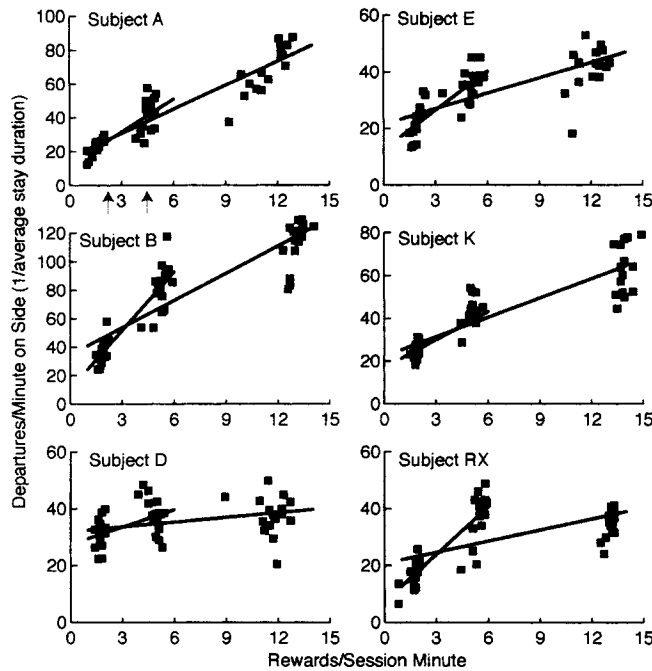 Departures/Minute on Side (1/average stay duration)
Subject A
100
80
60
40
20
0
0 3 6 9 12 15
Subject E
60
40
20
0
0 3 6 9 12 15
Subject B
120
100
80
60
40
20
0
0 3 6 9 12 15
Subject K
80
60
40
20
0
0 3 6 9 12 15
Subject D
60
40
20
0
0 3 6 9 12 15
Subject RX
60
40
20
0
0 3 6 9 12 15
Rewards/Session Minute